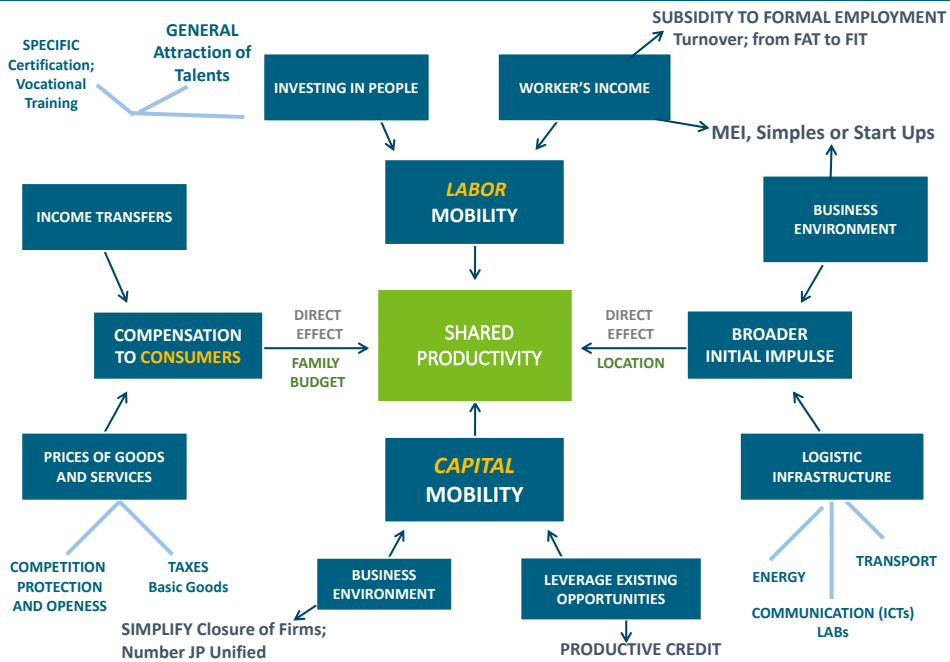 SUBSIDITY TO FORMAL EMPLOYMENT
Turnover; from FAT to FIT
GENERAL
Attraction of
Talents
SPECIFIC
Certification;
Vocational
Training
INVESTING IN PEOPLE
WORKER'S INCOME
MEI, Simples or Start Ups
LABOR
MOBILITY
INCOME TRANSFERS
BUSINESS
ENVIRONMENT
COMPENSATION
TO CONSUMERS
DIRECT
EFFECT
FAMILY
BUDGET
SHARED
PRODUCTIVITY
DIRECT
EFFECT
LOCATION
BROADER
INITIAL IMPULSE
PRICES OF GOODS
AND SERVICES
CAPITAL
MOBILITY
LOGISTIC
INFRASTRUCTURE
COMPETITION
PROTECTION
AND OPENESS
TAXES
Basic Goods
BUSINESS
ENVIRONMENT
LEVERAGE EXISTING
OPPORTUNITIES
ENERGY
TRANSPORT
COMMUNICATION (ICTs)
LABs
SIMPLIFY Closure of Firms;
Number JP Unified
PRODUCTIVE CREDIT